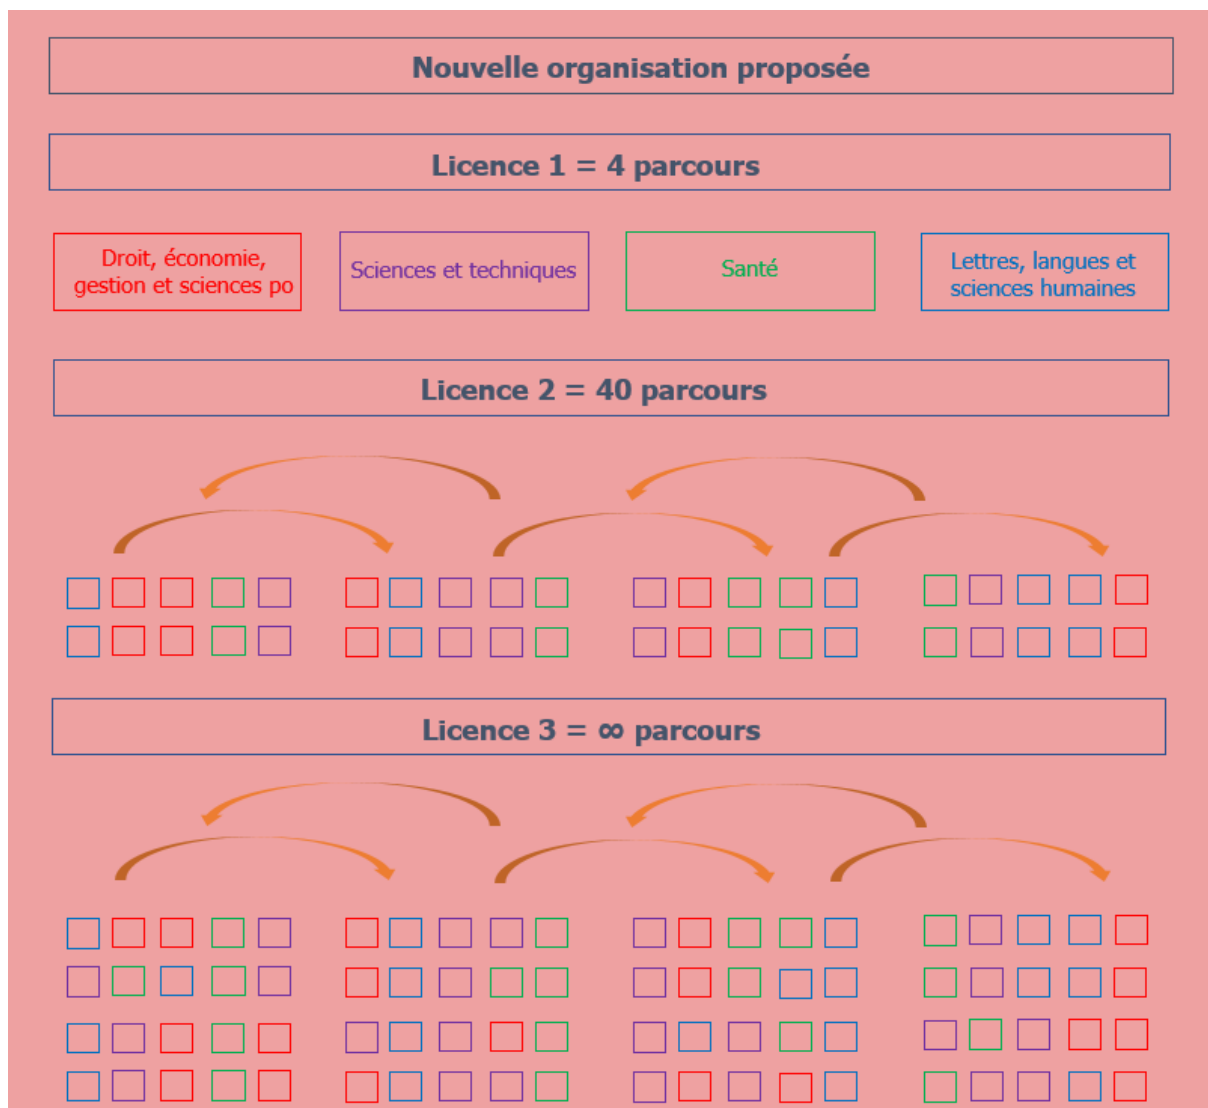 Nouvelle organisation proposée
Licence 1 = 4 parcours
Droit, économie,
gestion et sciences po
Sciences et techniques
Santé
Lettres, langues et
sciences humaines
Licence 2 = 40 parcours
Licence 3 = ∞ parcours